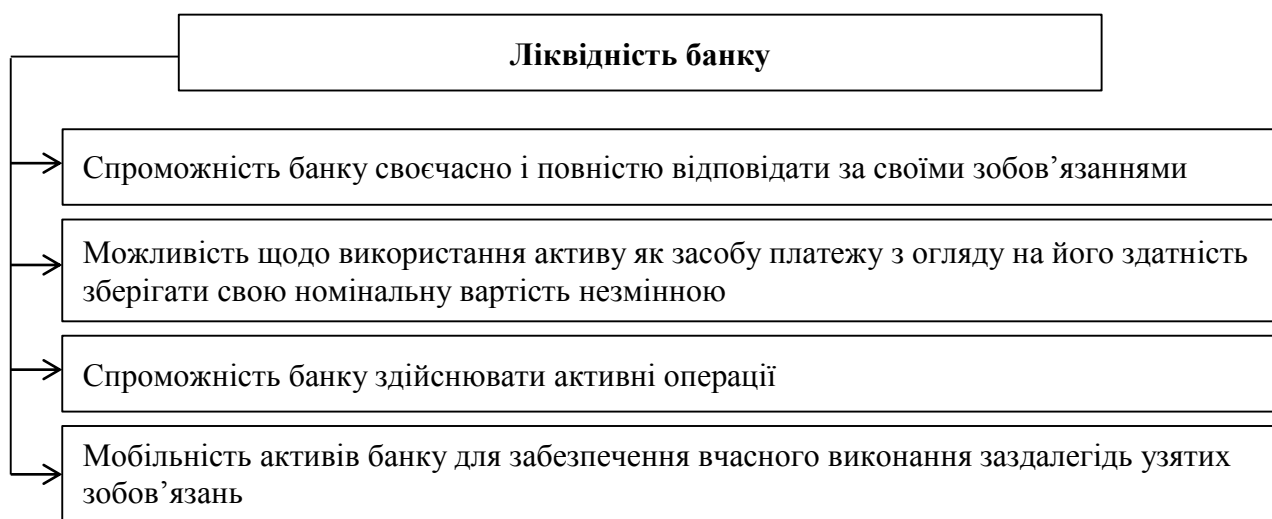 Ліквідність банку
Спроможність банку своєчасно і повністю відповідати за своїми зобов’язаннями
Можливість щодо використання активу як засобу платежу з огляду на його здатність
зберігати свою номінальну вартість незмінною
Спроможність банку здійснювати активні операції
Мобільність активів банку для забезпечення вчасного виконання заздалегідь узятих
зобов’язань